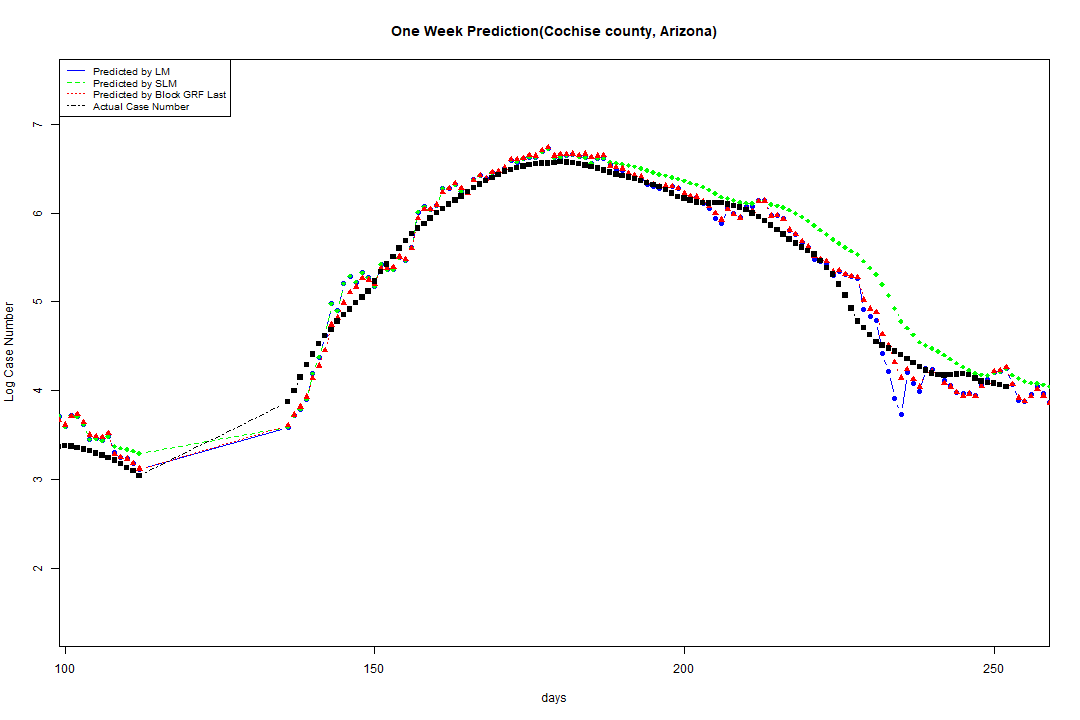 One Week Prediction(Cochise county, Arizona)
Predicted by LM
Predicted by SLM
Predicted by Block GRF Last
Actual Case Number
7
6
5
4
3
2
Log Case Number
100 150 200 250
days